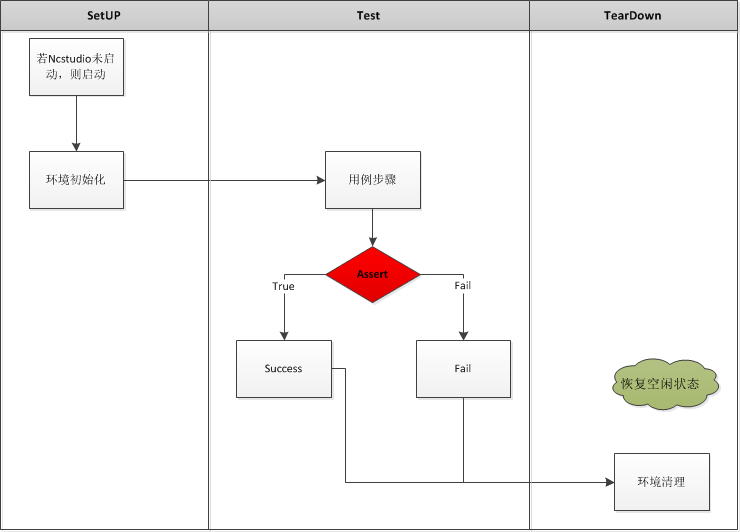 SetUP
Test
TearDown
若Ncstudio未启
动，则启动
环境初始化
用例步骤
Assert
True
Fail
Success
Fail
恢复空闲状态
环境清理